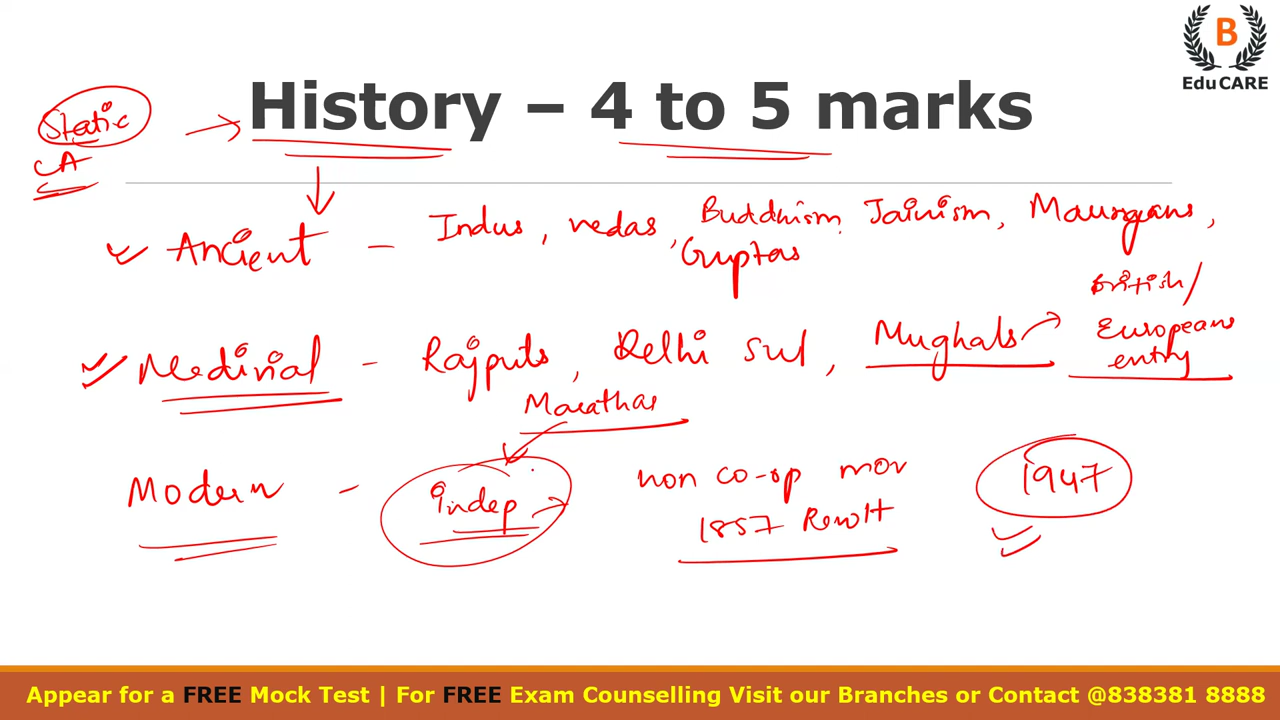 B
EduCARE
History – 4 to 5 marks
Static
CA
Ancient – Indus, vedas, Buddhism, Jainism, Mauryans,
Guptas
British/
Europeans
entry
Medivial – Rajputs, Delhi sul, Mughals
Marathas
Modern – indep
non co-op mov
1857 Revolt
1947
Appear for a FREE Mock Test | For FREE Exam Counselling Visit our Branches or Contact @838381 8888